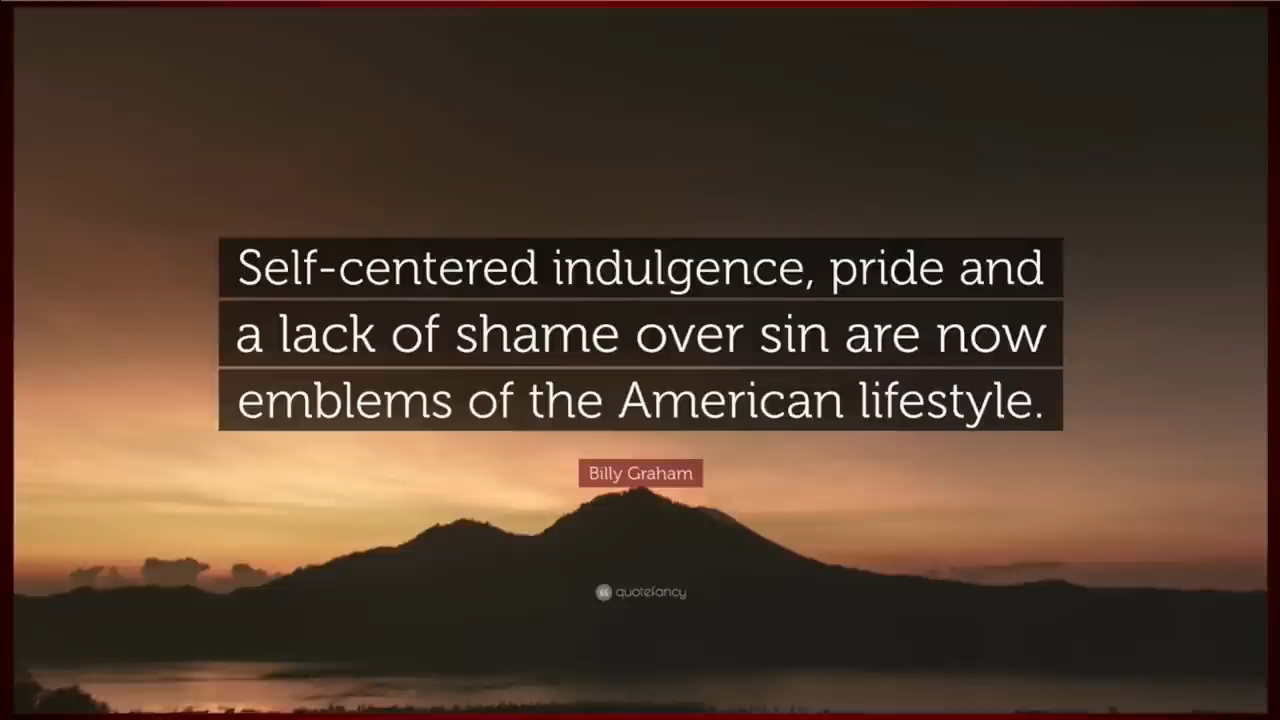 Self-centered indulgence, pride and
a lack of shame over sin are now
emblems of the American lifestyle.
Billy Graham
quotefancy